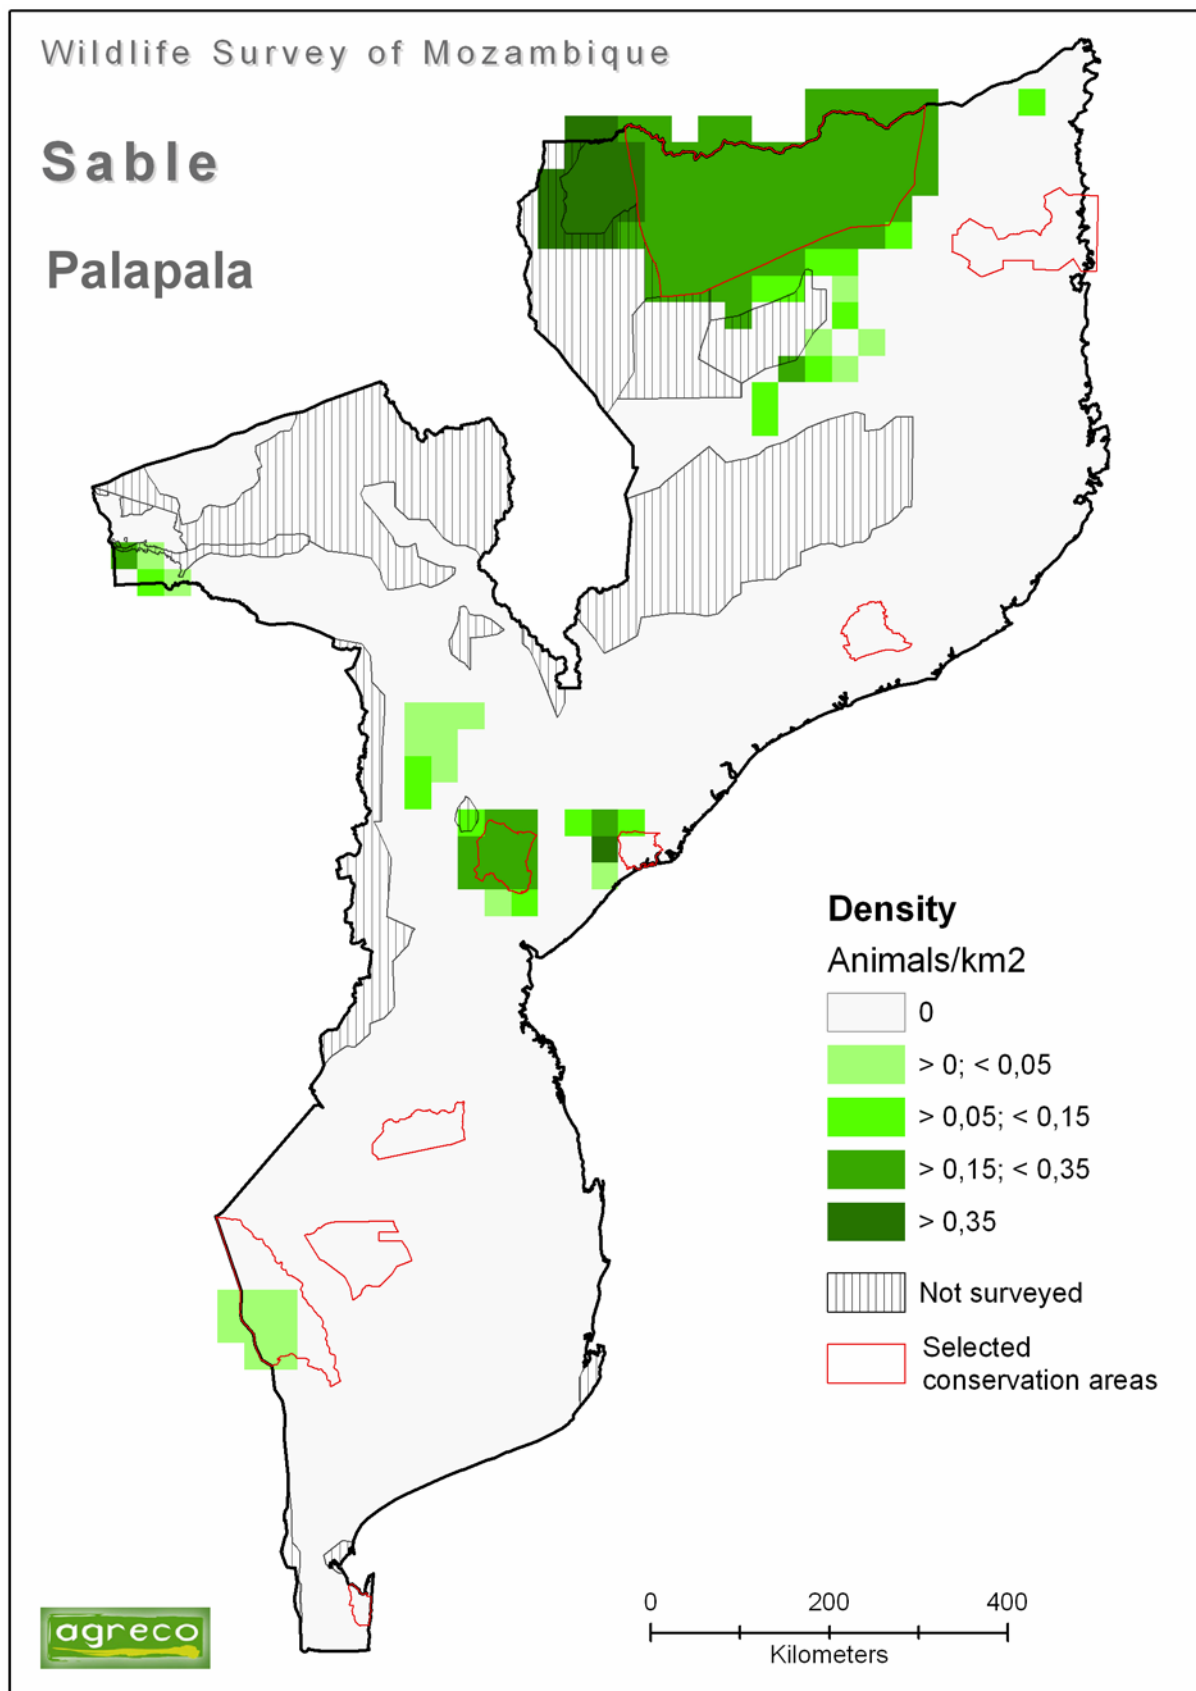 Wildlife Survey of Mozambique
Sable
Palapala
Density
Animals/km2
0
> 0; < 0,05
> 0,05; < 0,15
> 0,15; < 0,35
> 0,35
Not surveyed
Selected
conservation areas
agreco
0 200 400
Kilometers